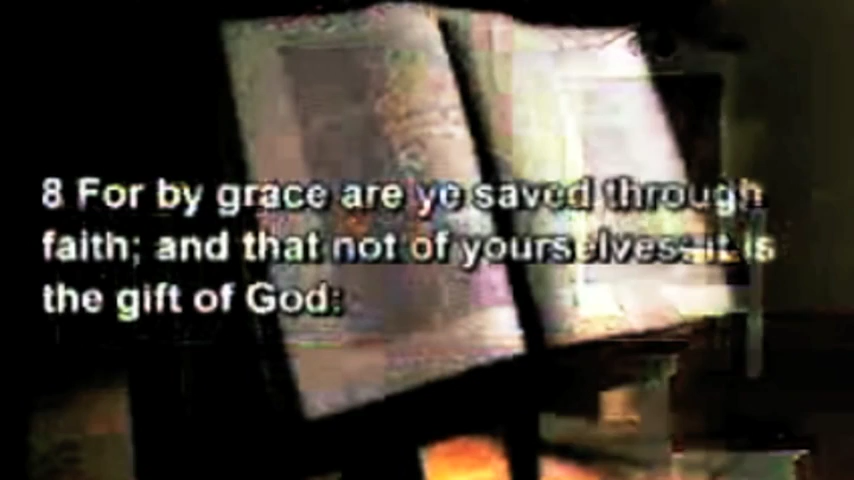 8 For by grace are ye saved through
faith; and that not of yourselves: it is
the gift of God: